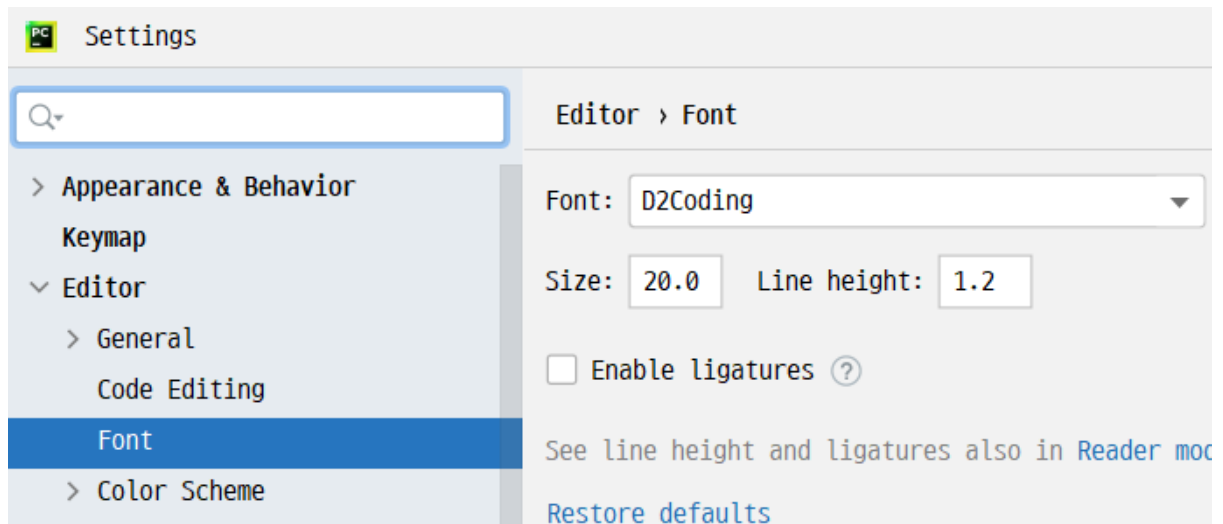 PC Settings
Appearance & Behavior
Keymap
Editor
General
Code Editing
Font
Color Scheme
Editor › Font
Font: D2Coding
Size: 20.0 Line height: 1.2
Enable ligatures ?
See line height and ligatures also in Reader
Restore defaults